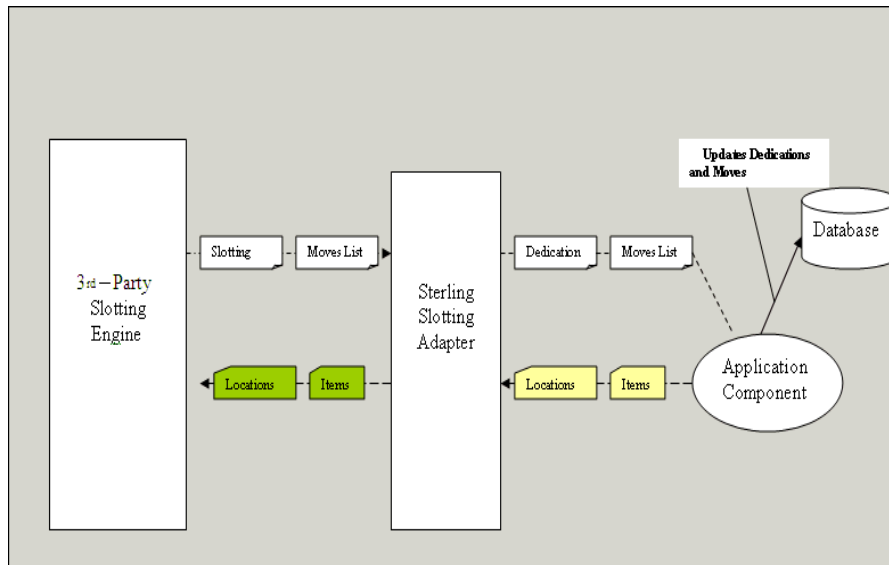 Updates Dedications
and Moves
Database
Slotting
Moves List
Dedication
Moves List
3rd-Party
Slotting
Engine
Sterling
Slotting
Adapter
Application
Component
Locations
Items
Locations
Items